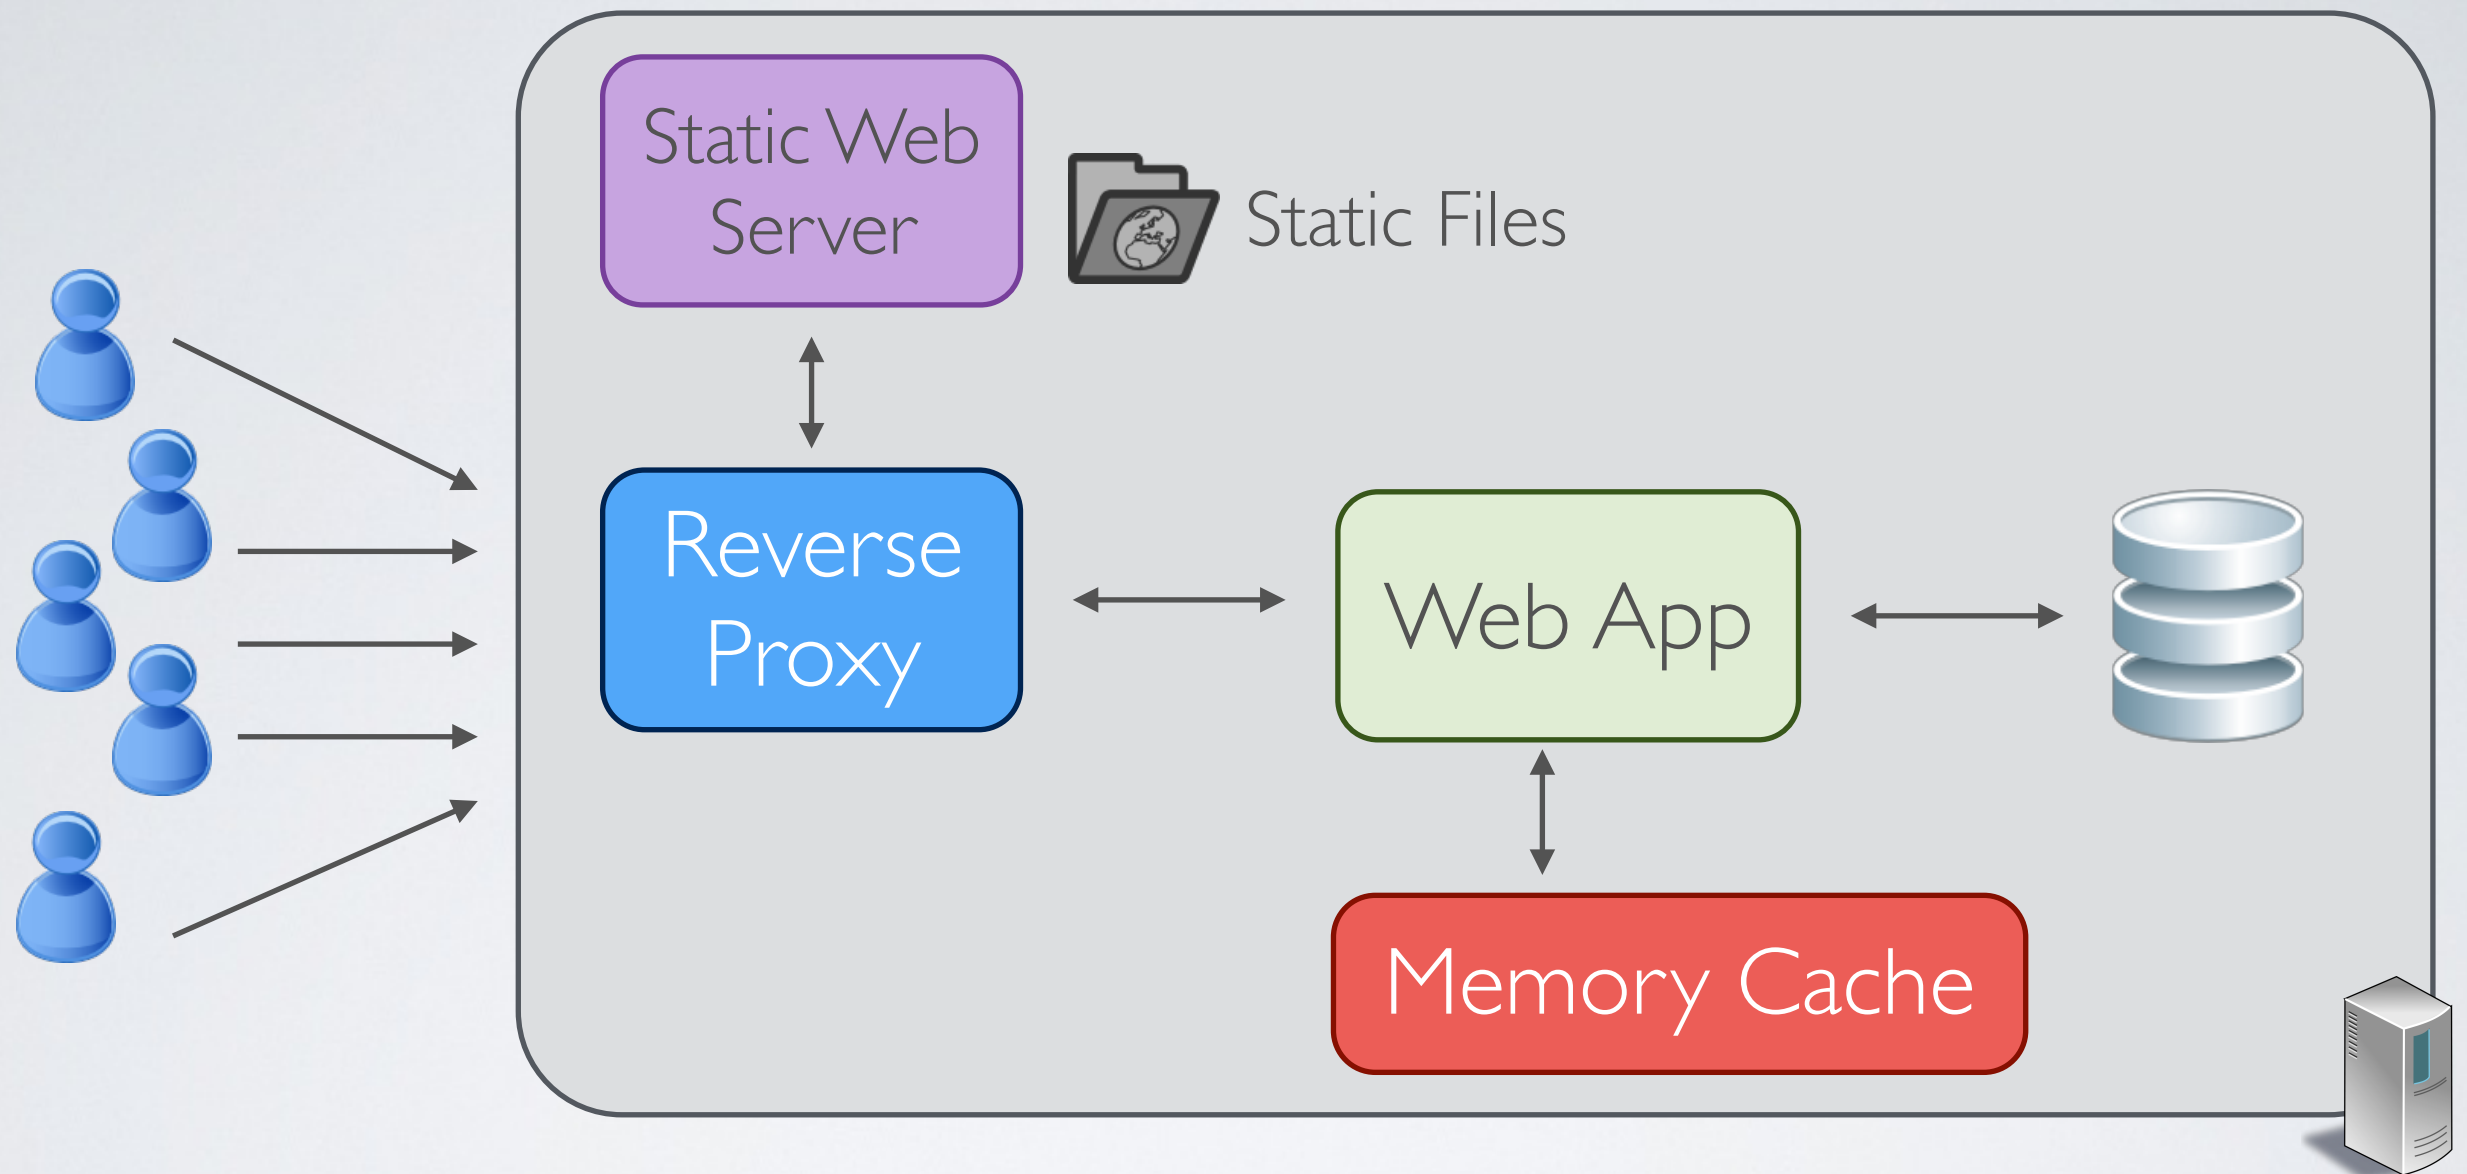 Static Web
Server
Static Files
Reverse
Proxy
Web App
Memory Cache